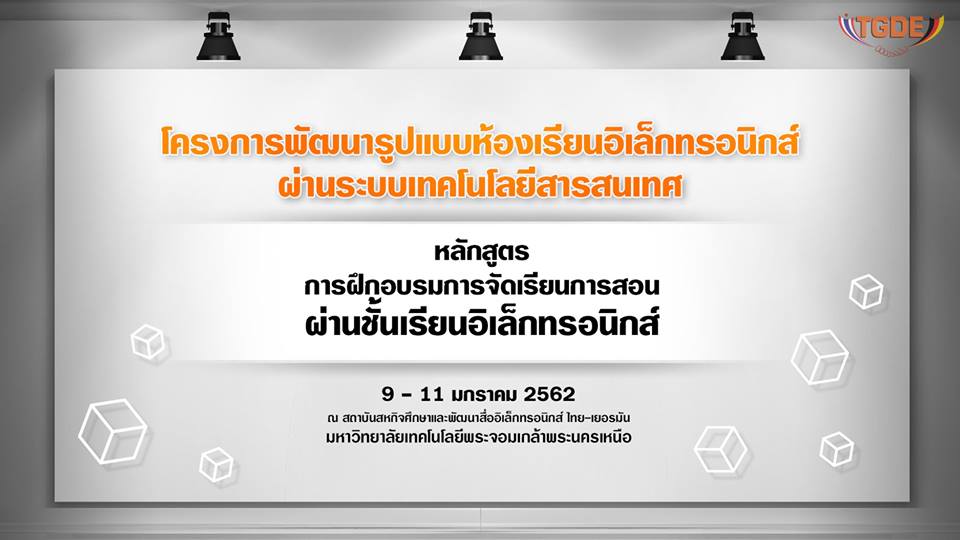 TGDE
โครงการพัฒนารูปแบบห้องเรียนอิเล็กทรอนิกส์
ผ่านระบบเทคโนโลยีสารสนเทศ
หลักสูตร
การฝึกอบรมการจัดเรียนการสอน
ผ่านชั้นเรียนอิเล็กทรอนิกส์
9 - 11 มกราคม 2562
ณ สถาบันสหกิจศึกษาและพัฒนาสื่ออิเล็กทรอนิกส์ ไทย-เยอรมัน
มหาวิทยาลัยเทคโนโลยีพระจอมเกล้าพระนครเหนือ